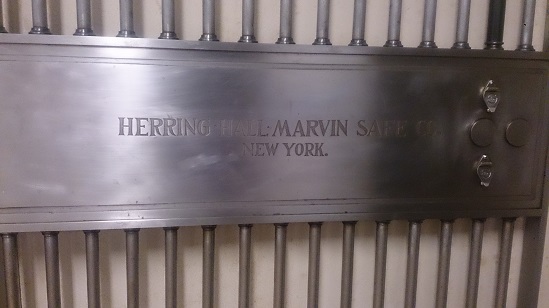 HERRING-HALL-MARVIN SAFE CO.
NEW YORK.